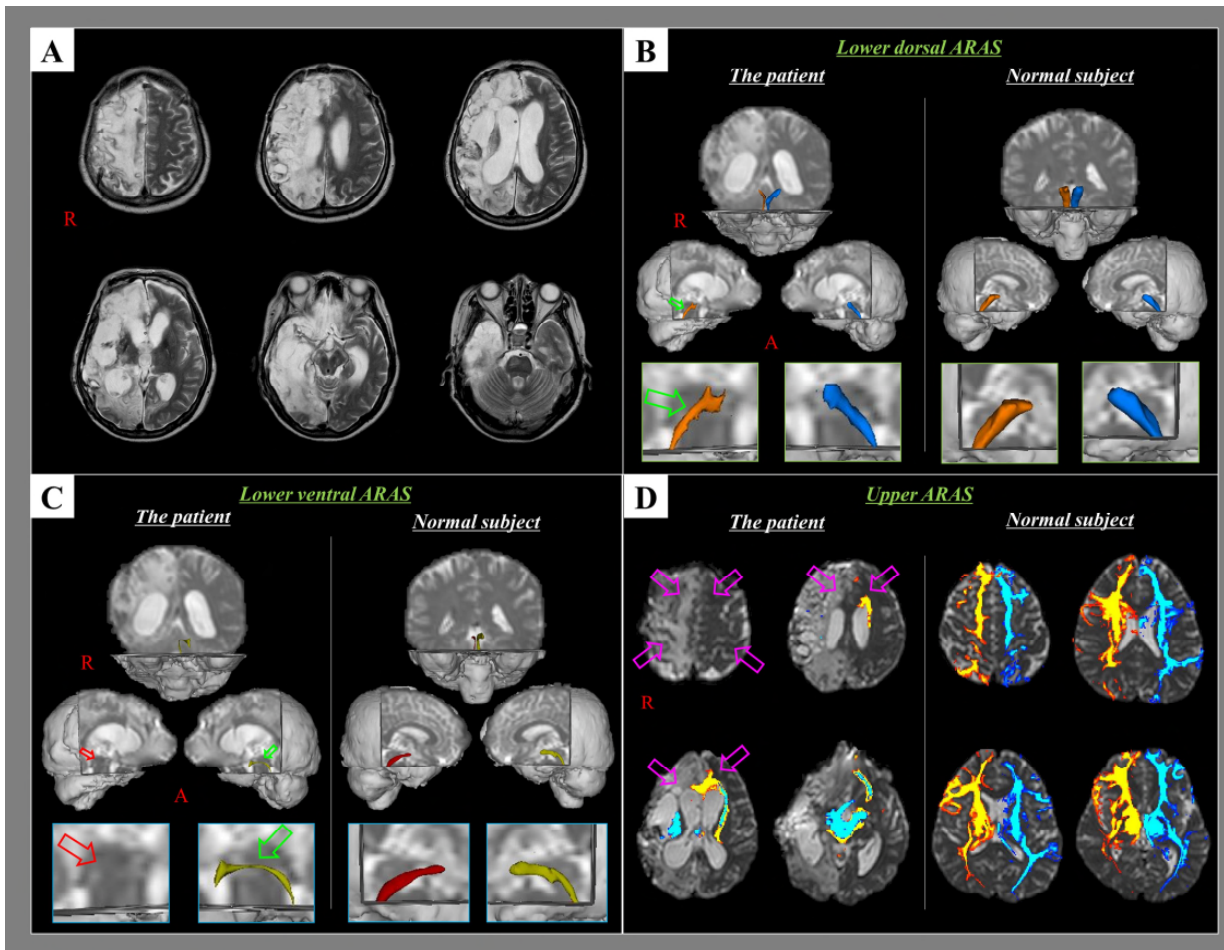 A
R
B
Lower dorsal ARAS
The patient
Normal subject
R
A
C
Lower ventral ARAS
The patient
Normal subject
R
A
D
Upper ARAS
The patient
Normal subject
R